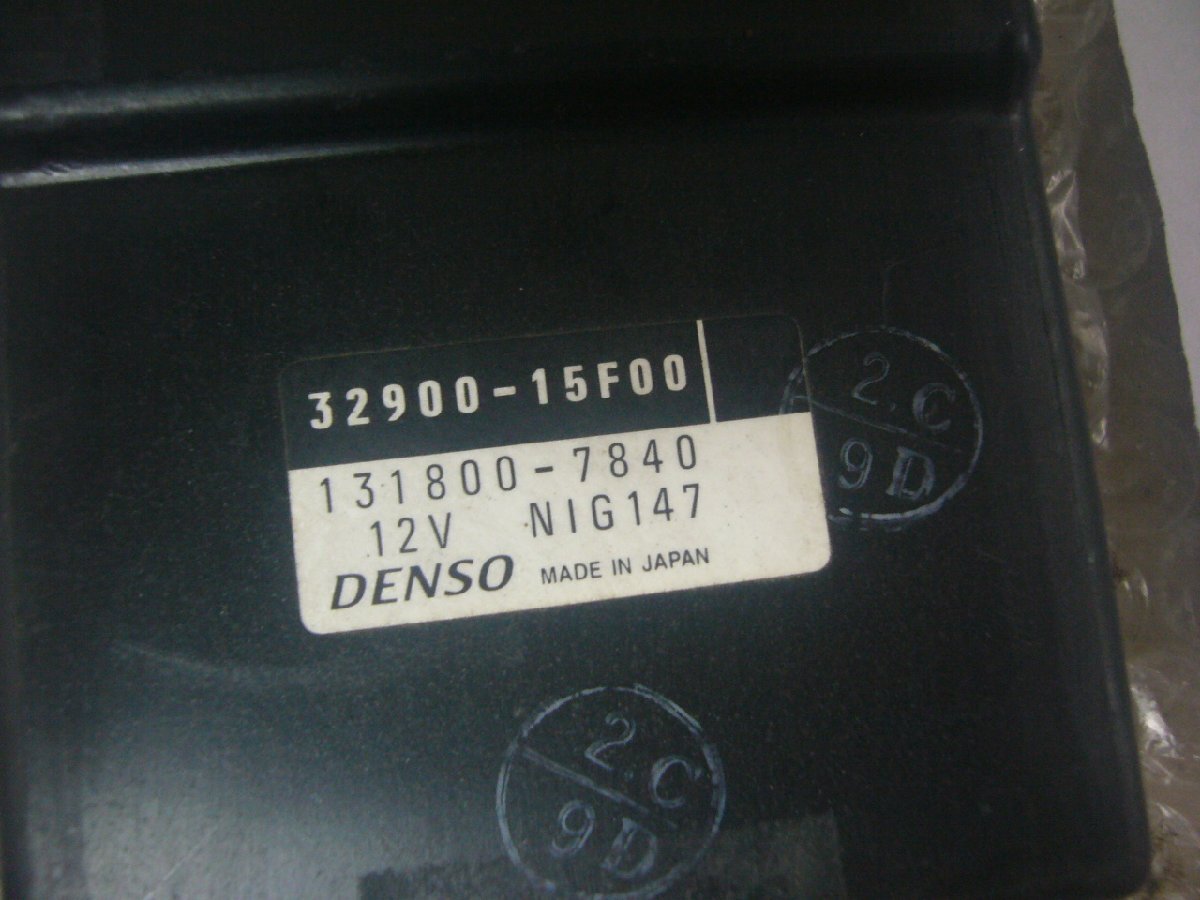 32900-15F00
131800-7840
12V NIG147
DENSO MADE IN JAPAN
2.C
9D
2.C
9D